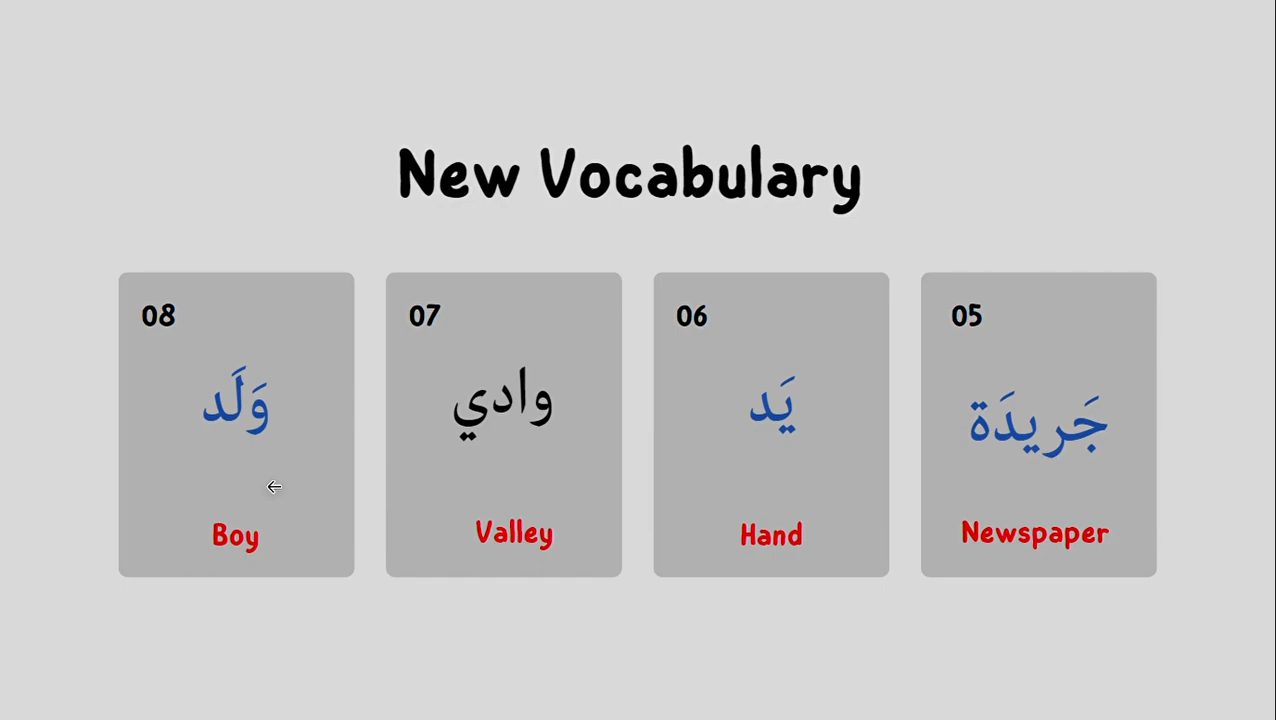 New Vocabulary
05
جَريدَة
Newspaper
06
يَد
Hand
07
وادي
Valley
08
وَلَد
Boy